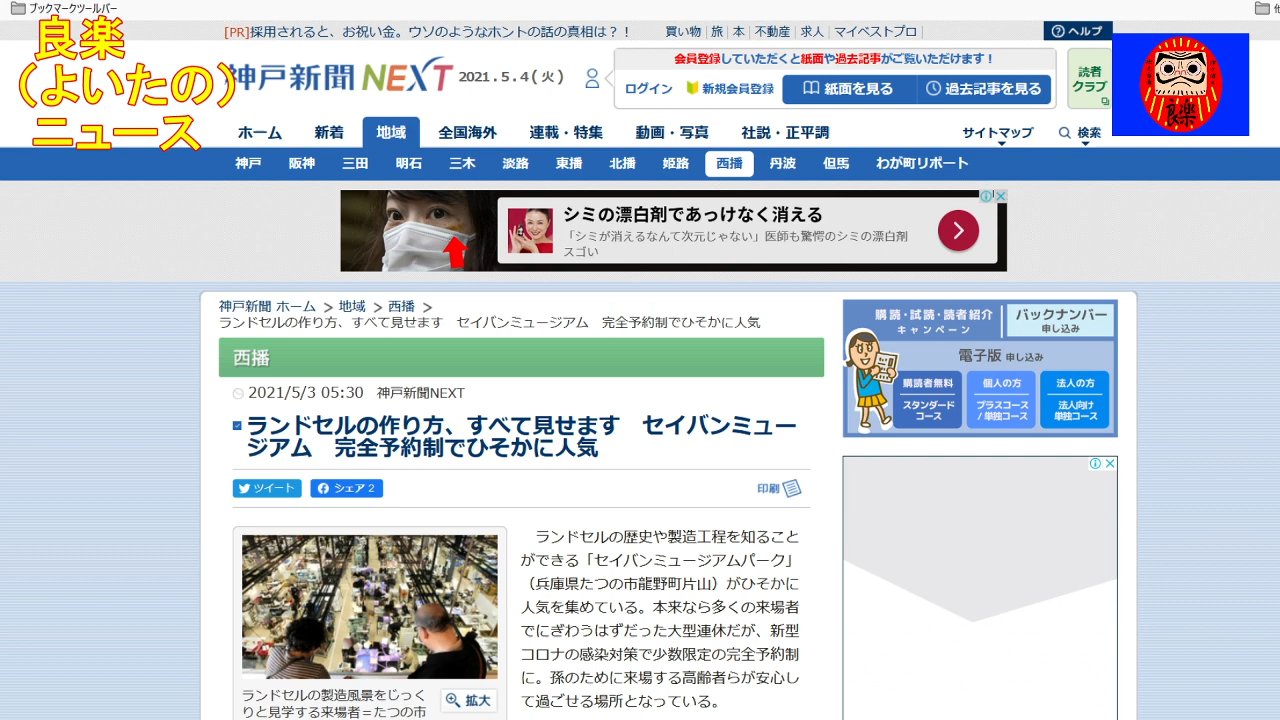 ブックマークツールバー
良楽
（よいたの）
ニュース
[PR]採用されると、お祝い金。ウソのようなホントの話の真相は？！
買い物 旅 本 不動産 求人 マイベストプロ
ヘルプ
神戸新聞NEXT
2021.5.4(火)
会員登録していただくと紙面や過去記事がご覧いただけます！
ログイン
新規会員登録
紙面を見る
過去記事を見る
読者
クラブ
良楽
ホーム 新着 地域 全国海外 連載・特集 動画・写真 社説・正平調
サイトマップ
検索
神戸 阪神 三田 明石 三木 淡路 東播 北播 姫路 西播 丹波 但馬 わが町リポート
シミの漂白剤であっけなく消える
「シミが消えるなんて次元じゃない」医師も驚愕のシミの漂白剤
スゴい
神戸新聞 ホーム > 地域 > 西播 >
ランドセルの作り方、すべて見せます　セイバンミュージアム　完全予約制でひそかに人気
西播
2021/5/3 05:30　神戸新聞NEXT
ランドセルの作り方、すべて見せます　セイバンミュー
ジアム　完全予約制でひそかに人気
ツイート
シェア 2
印刷
ランドセルの製造風景をじっく
りと見学する来場者＝たつの市
拡大
ランドセルの歴史や製造工程を知ること
ができる「セイバンミュージアムパーク」
（兵庫県たつの市龍野町片山）がひそかに
人気を集めている。本来なら多くの来場者
でにぎわうはずだった大型連休だが、新型
コロナの感染対策で少数限定の完全予約制
に。孫のために来場する高齢者らが安心し
て過ごせる場所となっている。
購読・試読・読者紹介
キャンペーン
バックナンバー
申し込み
電子版 申し込み
購読者無料
スタンダード
コース
個人の方
プラスコース
/単独コース
法人の方
法人向け
単独コース